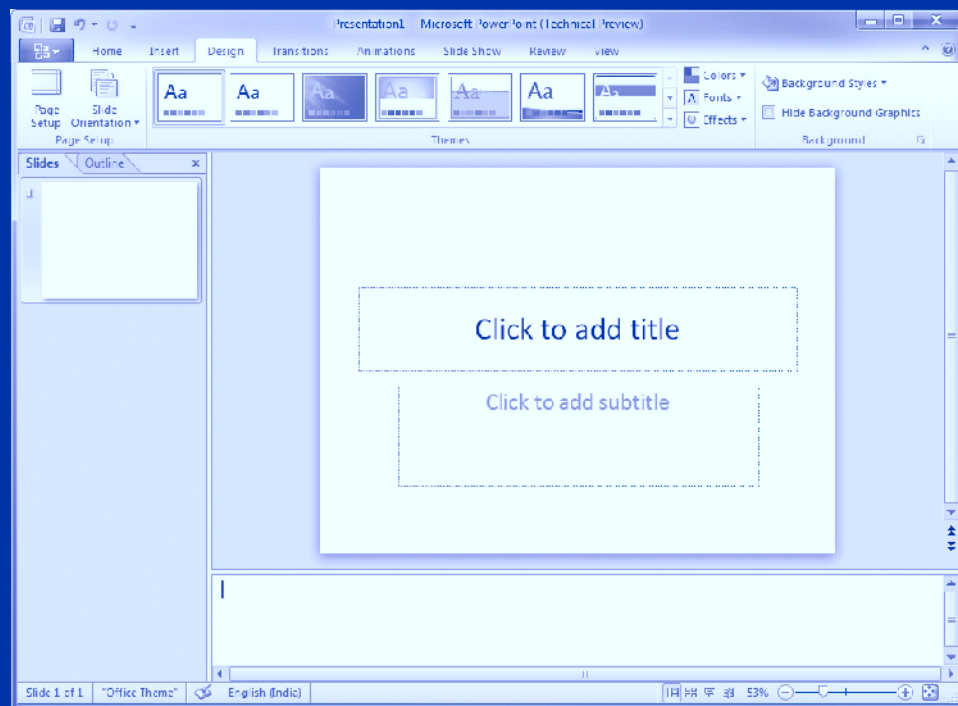 Presentation1 - Microsoft PowerPoint (Technical Preview)
Home Insert Design Transitions Animations Slide Show Review View
Aa Aa Aa Aa Aa Aa Aa
Colors
Fonts
Effects
Background Styles
Hide Background Graphics
Page Setup
Slide Orientation
Page Setup Themes Background
Slides Outline x
1
Click to add title
Click to add subtitle
Slide 1 of 1 "Office Theme" English (India) 53%